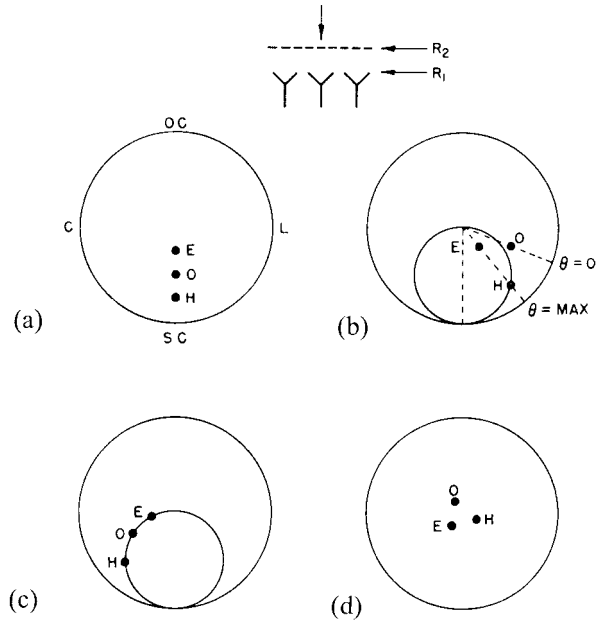 R2
R1
OC
C
L
E
O
H
SC
(a)
E
O
θ = O
H
θ = MAX
(b)
E
O
H
(c)
O
E
H
(d)